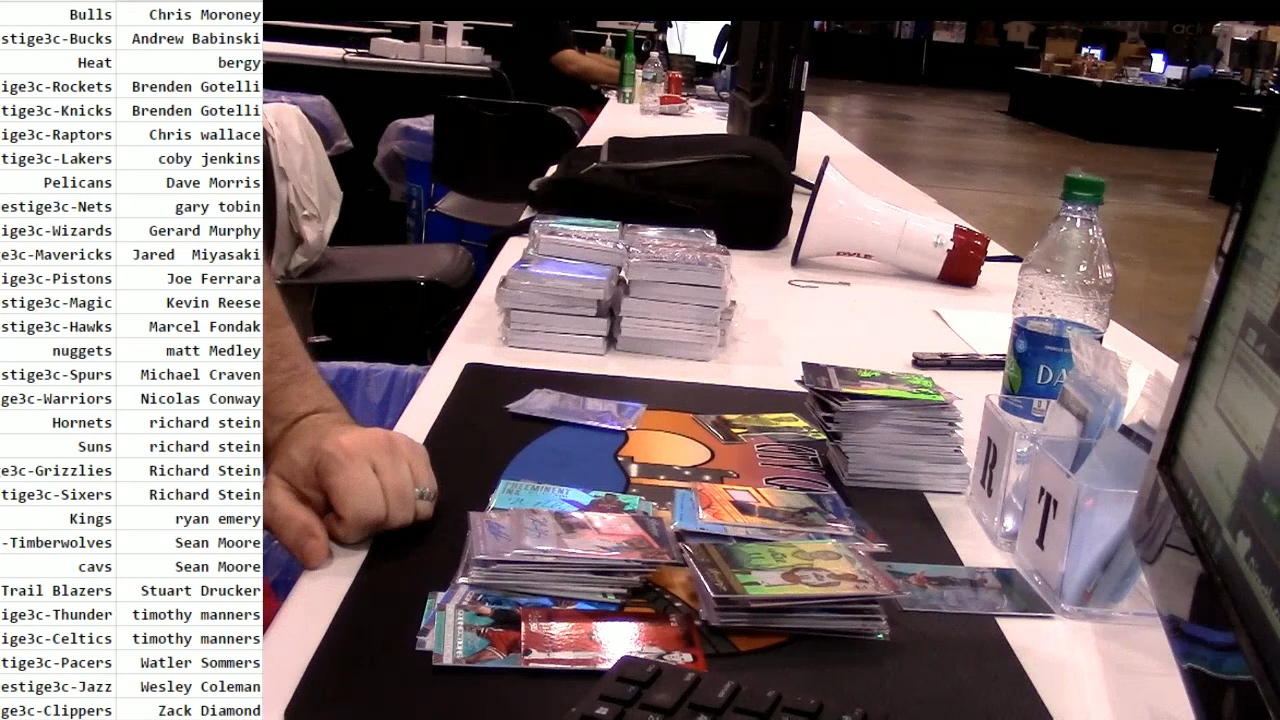 Bulls Chris Moroney
stige3c-Bucks Andrew Babinski
Heat bergy
ige3c-Rockets Brenden Gotelli
ige3c-Knicks Brenden Gotelli
ige3c-Raptors Chris wallace
tige3c-Lakers coby jenkins
Pelicans Dave Morris
estige3c-Nets gary tobin
ige3c-Wizards Gerard Murphy
e3c-Mavericks Jared Miyasaki
ige3c-Pistons Joe Ferrara
stige3c-Magic Kevin Reese
stige3c-Hawks Marcel Fondak
nuggets matt Medley
stige3c-Spurs Michael Craven
ge3c-Warriors Nicolas Conway
Hornets richard stein
Suns richard stein
e3c-Grizzlies Richard Stein
tige3c-Sixers Richard Stein
Kings ryan emery
-Timberwolves Sean Moore
cavs Sean Moore
Trail Blazers Stuart Drucker
ige3c-Thunder timothy manners
ige3c-Celtics timothy manners
tige3c-Pacers Watler Sommers
estige3c-Jazz Wesley Coleman
ge3c-Clippers Zack Diamond
PYLE
DA
R
T